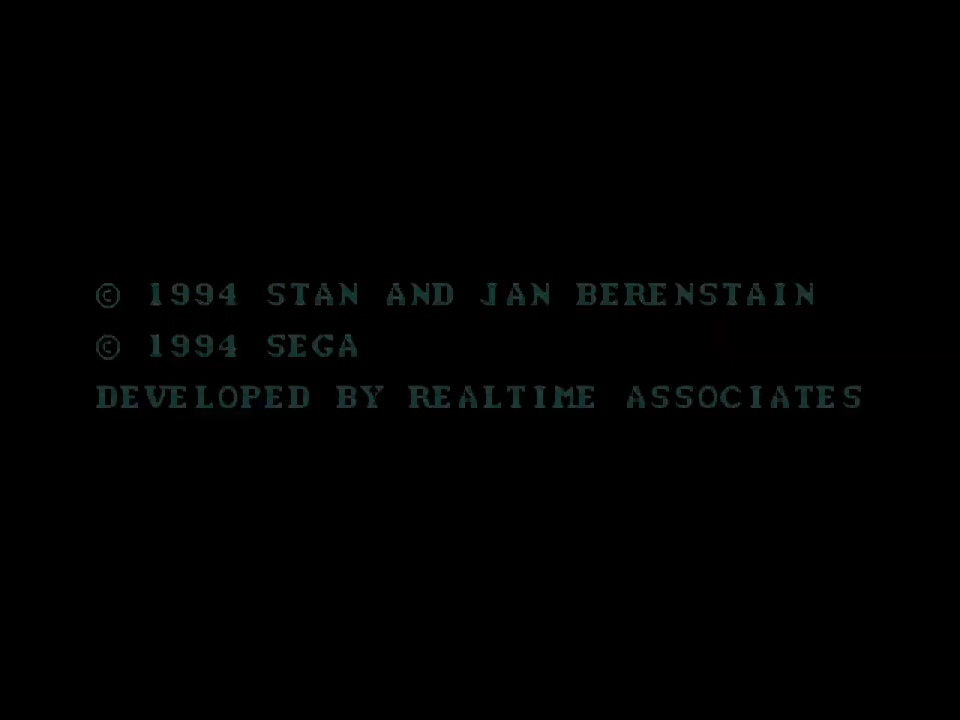 © 1994 STAN AND JAN BERENSTAIN
© 1994 SEGA
DEVELOPED BY REALTIME ASSOCIATES